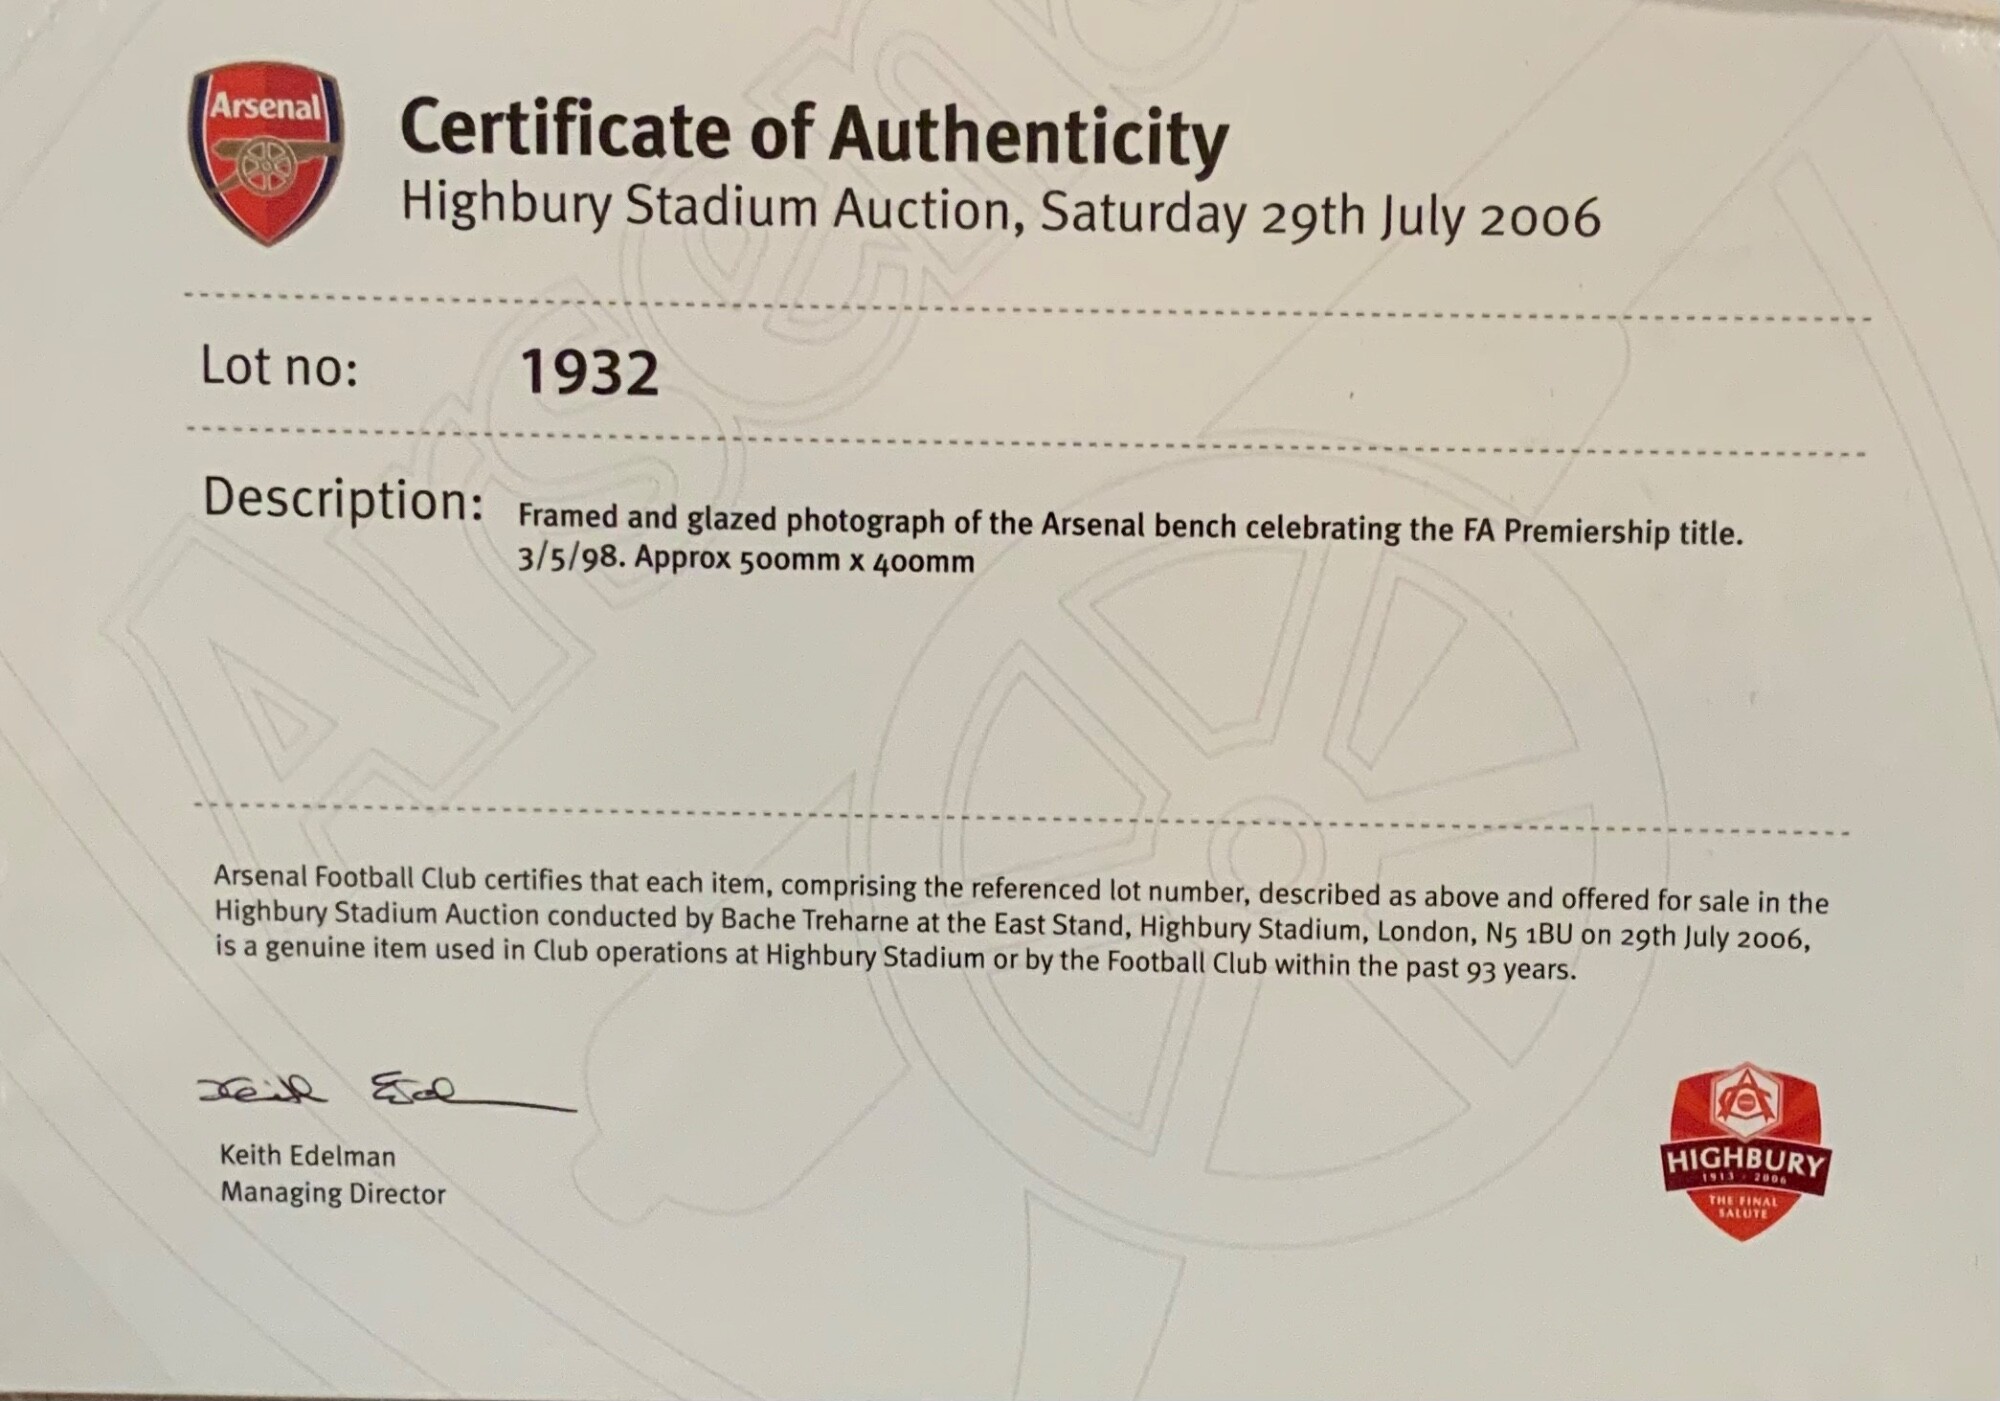 Arsenal
Certificate of Authenticity
Highbury Stadium Auction, Saturday 29th July 2006
Lot no: 1932
Description: Framed and glazed photograph of the Arsenal bench celebrating the FA Premiership title.
3/5/98. Approx 500mm x 400mm
Arsenal Football Club certifies that each item, comprising the referenced lot number, described as above and offered for sale in the
Highbury Stadium Auction conducted by Bache Treharne at the East Stand, Highbury Stadium, London, N5 1BU on 29th July 2006,
is a genuine item used in Club operations at Highbury Stadium or by the Football Club within the past 93 years.
Keith Edelman
Managing Director
HIGHBURY
1913 - 2006
THE FINAL
SALUTE